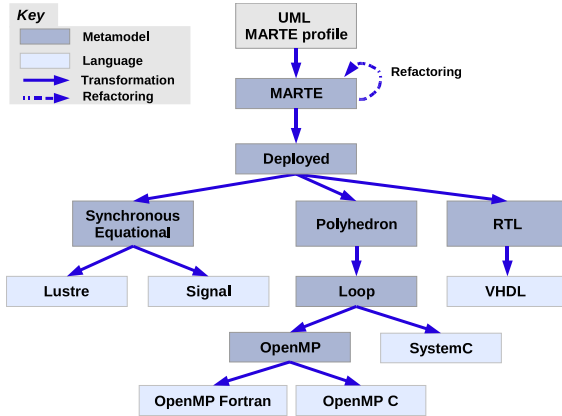 Key
Metamodel
Language
Transformation
Refactoring
UML
MARTE profile
Refactoring
MARTE
Deployed
Synchronous
Equational
Polyhedron
RTL
Lustre
Signal
Loop
VHDL
OpenMP
SystemC
OpenMP Fortran
OpenMP C